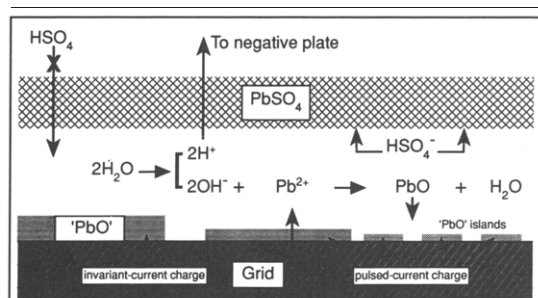 HSO₄⁻
To negative plate
PbSO₄
HSO₄⁻
2H₂O
2H⁺
2OH⁻ + Pb²⁺ → PbO + H₂O
'PbO'
'PbO' islands
invariant-current charge
Grid
pulsed-current charge